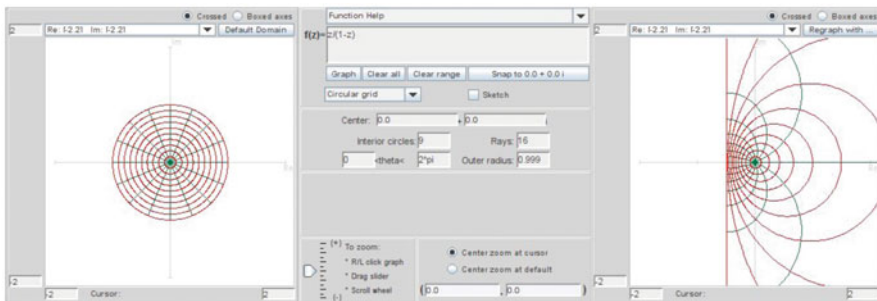 Crossed Boxed axes
2 Re: [-2.2] Im: [-2.2] Default Domain
Im
Re
-2
-2 Cursor: 2
Function Help
f(z)= z/(1-z)
Graph Clear all Clear range Snap to 0.0 + 0.0 i
Circular grid Sketch
Center: 0.0 + 0.0 i
Interior circles: 9 Rays: 16
0 <theta< 2*pi Outer radius: 0.999
(+) To zoom:
* R/L click graph
* Drag slider
* Scroll wheel
(-)
Center zoom at cursor
Center zoom at default
( 0.0 , 0.0 )
Crossed Boxed axes
2 Re: [-2.2] Im: [-2.2] Regraph with ...
Im
-2
-2 Cursor: 2